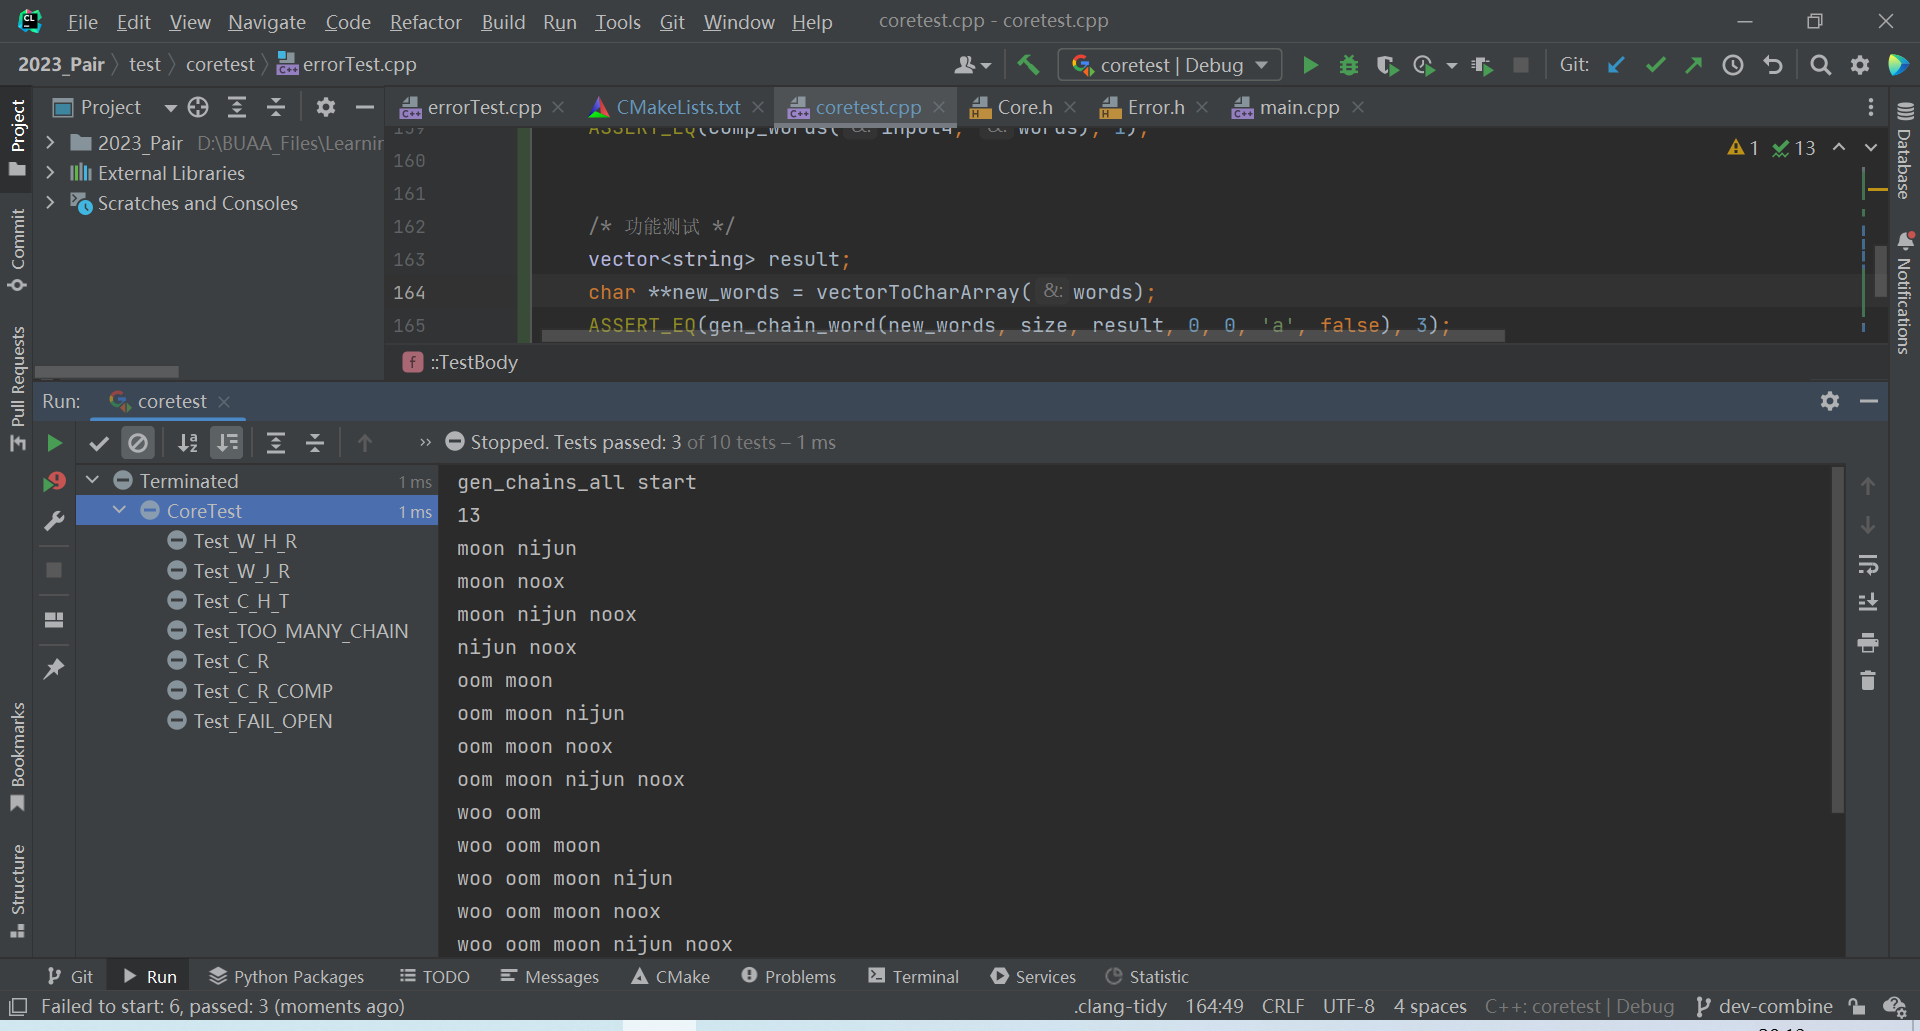 File Edit View Navigate Code Refactor Build Run Tools Git Window Help coretest.cpp - coretest.cpp
2023_Pair test coretest errorTest.cpp coretest | Debug Git:
Project errorTest.cpp CMakeLists.txt coretest.cpp Core.h Error.h main.cpp
2023_Pair D:\BUAA_Files\Learnin
External Libraries
Scratches and Consoles
159 ASSERT_EQ(comp_words( &: input4, &: words), 1);
1 13
160
161
162 /* 功能测试 */
163 vector<string> result;
164 char **new_words = vectorToCharArray( &: words);
165 ASSERT_EQ(gen_chain_word(new_words, size, result, 0, 0, 'a', false), 3);
f ::TestBody
Project
Commit
Pull Requests
Bookmarks
Structure
Database
Notifications
Run: coretest
Stopped. Tests passed: 3 of 10 tests – 1 ms
Terminated 1 ms
CoreTest 1 ms
Test_W_H_R
Test_W_J_R
Test_C_H_T
Test_TOO_MANY_CHAIN
Test_C_R
Test_C_R_COMP
Test_FAIL_OPEN
gen_chains_all start
13
moon nijun
moon noox
moon nijun noox
nijun noox
oom moon
oom moon nijun
oom moon noox
oom moon nijun noox
woo oom
woo oom moon
woo oom moon nijun
woo oom moon noox
woo oom moon nijun noox
Git Run Python Packages TODO Messages CMake Problems Terminal Services Statistic
Failed to start: 6, passed: 3 (moments ago) .clang-tidy 164:49 CRLF UTF-8 4 spaces C++: coretest | Debug dev-combine